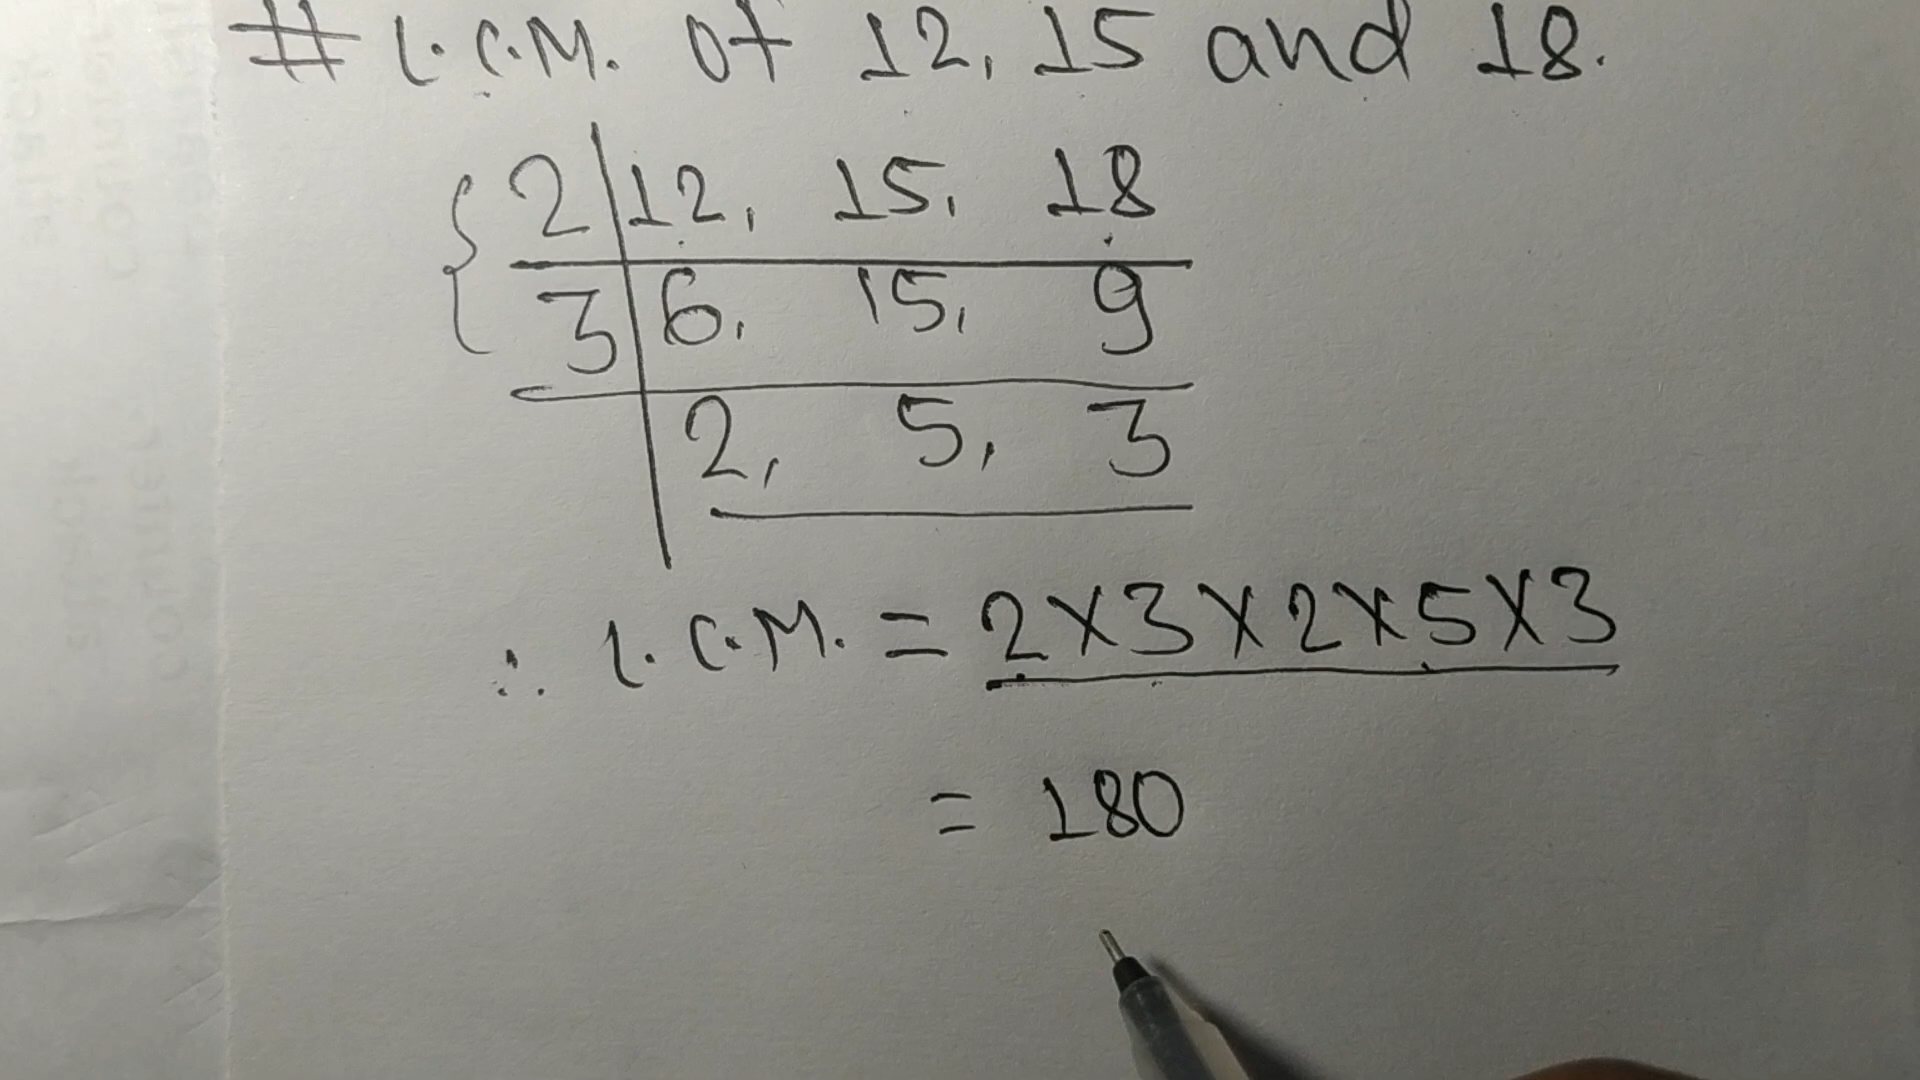 # L.C.M. of 12, 15 and 18.
2 12, 15, 18
3 6, 15, 9
2, 5, 3
∴ L.C.M. = 2×3×2×5×3
= 180